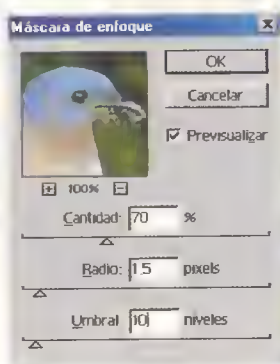 Máscara de enfoque
OK
Cancelar
Previsualizar
100%
Cantidad: 70 %
Radio: 1.5 pixels
Umbral 10 niveles